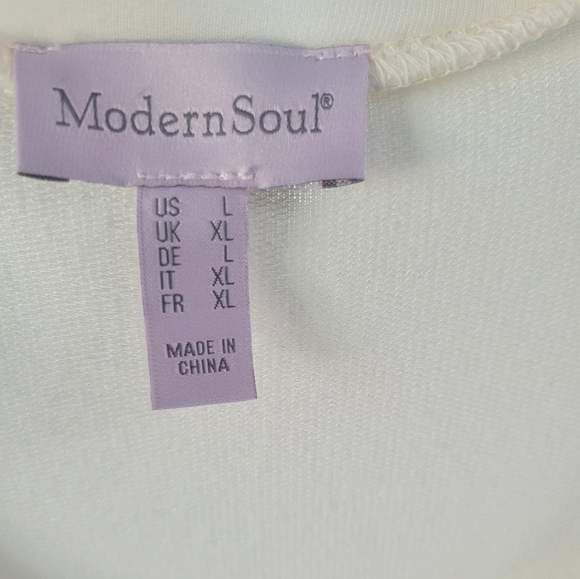 ModernSoul®
US L
UK XL
DE L
IT XL
FR XL
MADE IN
CHINA